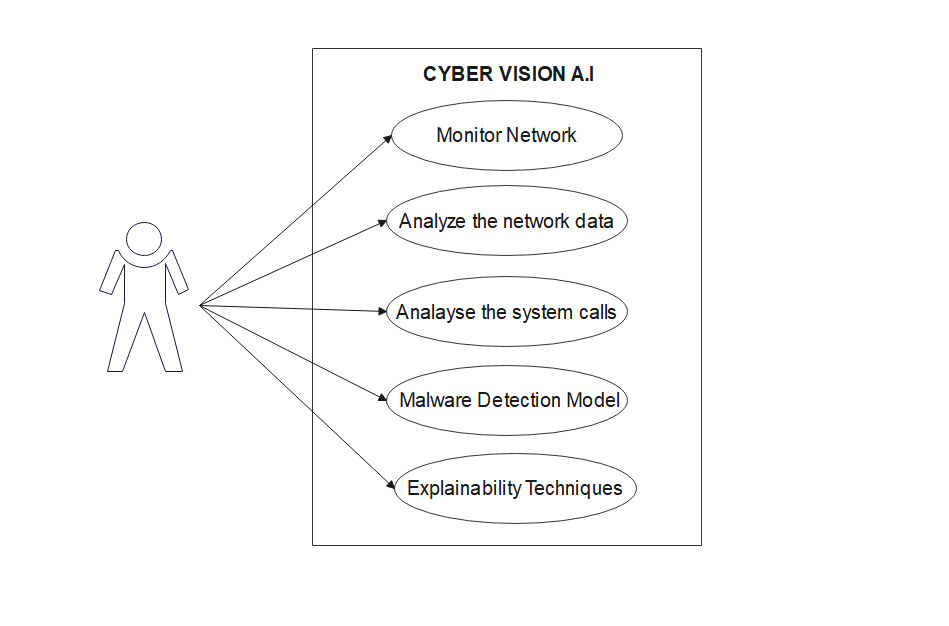 CYBER VISION A.I
Monitor Network
Analyze the network data
Analayse the system calls
Malware Detection Model
Explainability Techniques